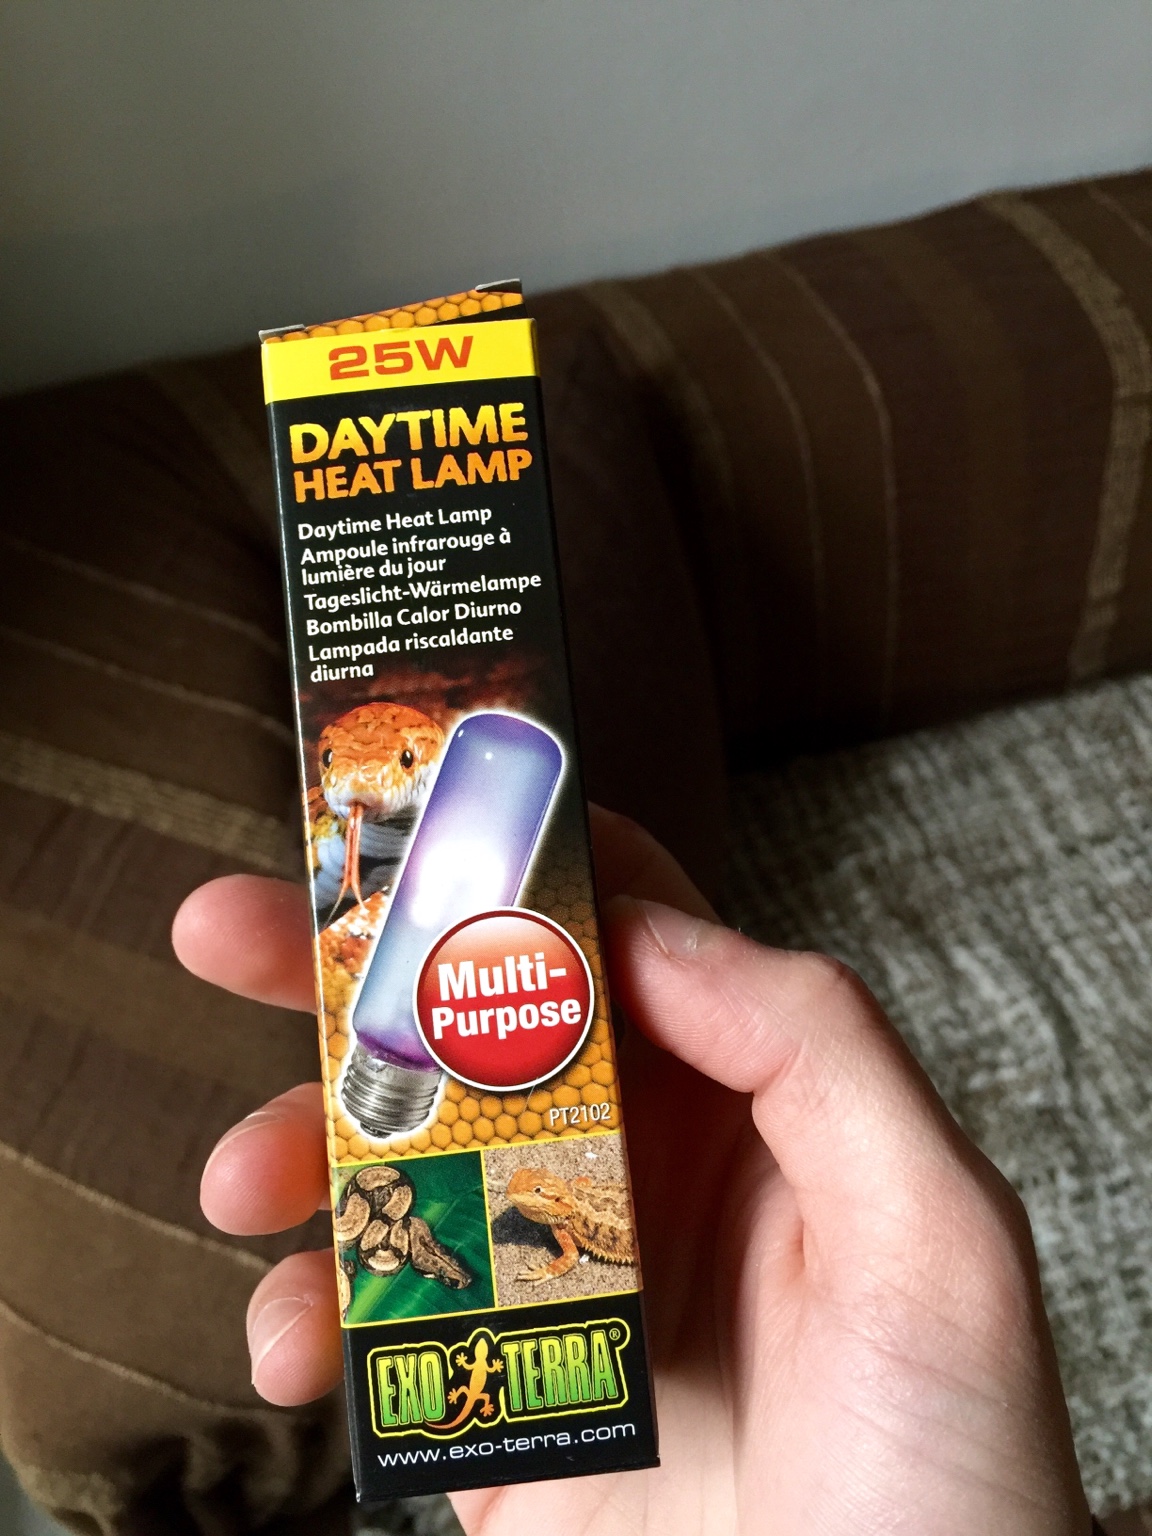 25W
DAYTIME
HEAT LAMP
Daytime Heat Lamp
Ampoule infrarouge à
lumière du jour
Tageslicht-Wärmelampe
Bombilla Calor Diurno
Lampada riscaldante
diurna
Multi-
Purpose
PT2102
EXO TERRA®
www.exo-terra.com